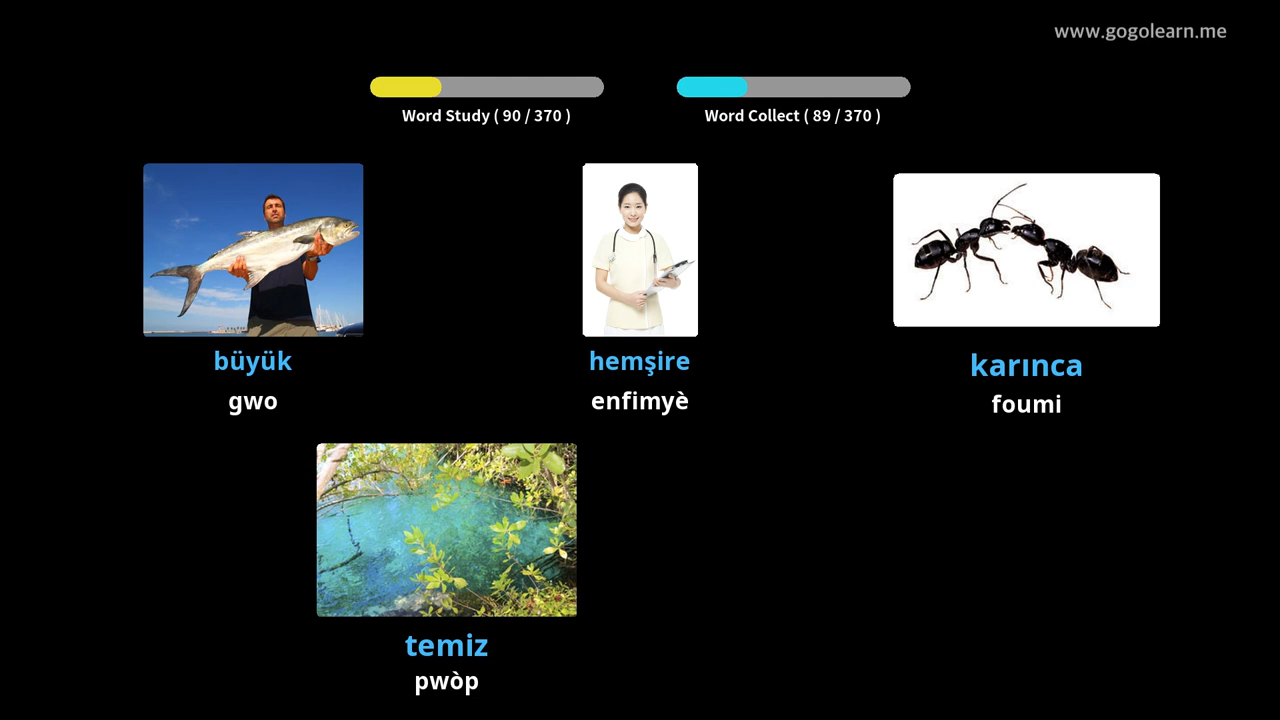 www.gogolearn.me
Word Study ( 90 / 370 )
Word Collect ( 89 / 370 )
büyük
gwo
hemşire
enfimyè
karınca
foumi
temiz
pwòp